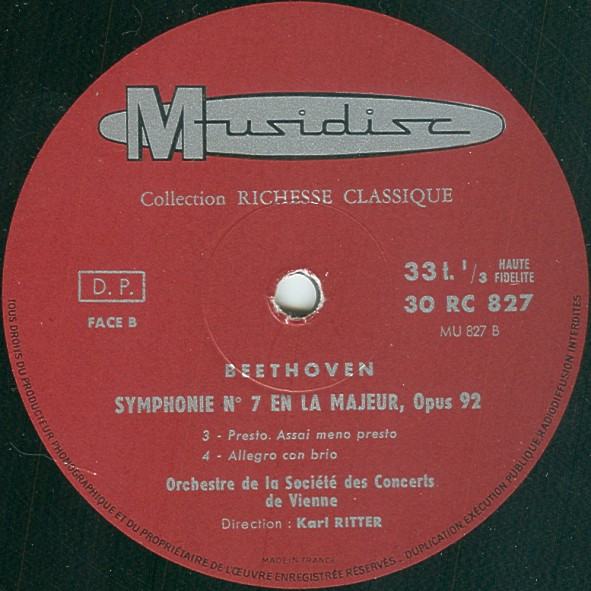 Musidisc
Collection RICHESSE CLASSIQUE
D. P.
FACE B
33 t. 1/3 HAUTE FIDELITE
30 RC 827
MU 827 B
BEETHOVEN
SYMPHONIE N° 7 EN LA MAJEUR, Opus 92
3 - Presto. Assai meno presto
4 - Allegro con brio
Orchestre de la Société des Concerts
de Vienne
Direction : Karl RITTER
MADE IN FRANCE
TOUS DROITS DU PRODUCTEUR PHONOGRAPHIQUE ET DU PROPRIÉTAIRE DE L'ŒUVRE ENREGISTRÉE RÉSERVÉS - DUPLICATION EXÉCUTION PUBLIQUE, RADIODIFFUSION INTERDITES